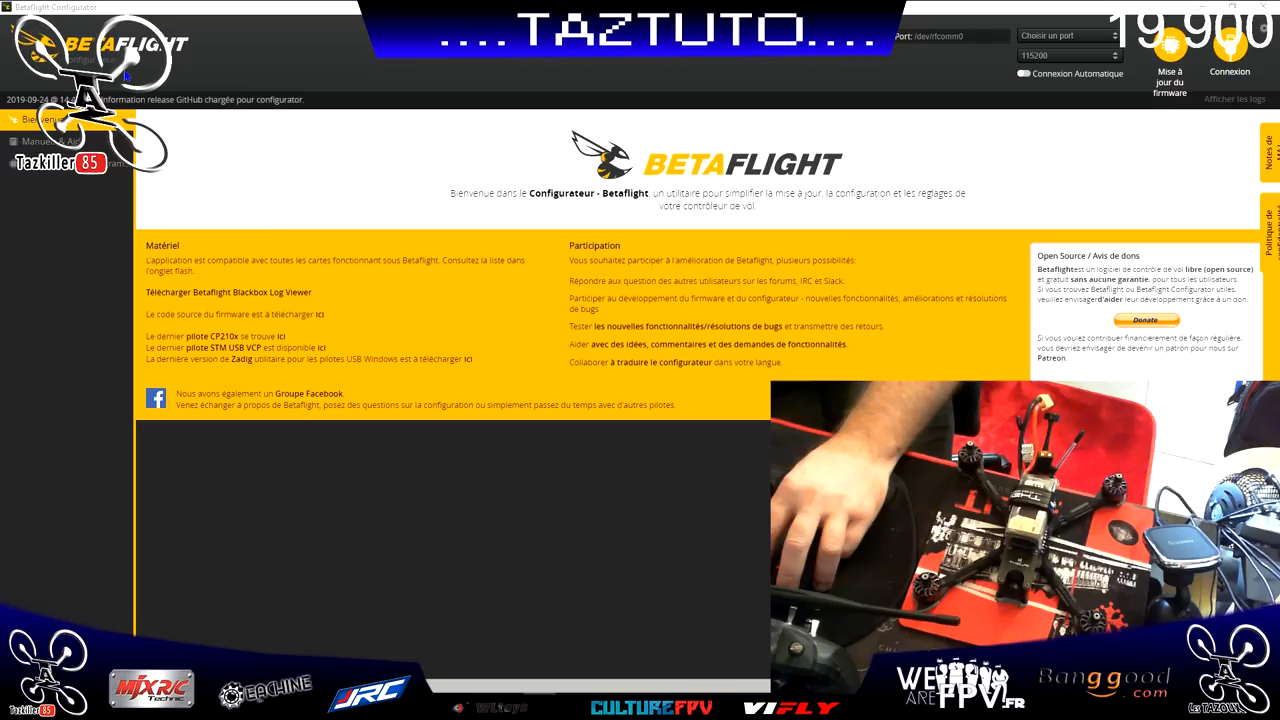 Betaflight Configurator
....TAZTUTO....
19.900
BETAFLIGHT
Port: /dev/rfcomm0
Choisir un port
115200
Connexion Automatique
Mise à
jour du
firmware
Connexion
2019-09-24 @ 14
information release GitHub chargée pour configurator.
Afficher les logs
Tazkiller 85
BETAFLIGHT
Bienvenue dans le Configurateur - Betaflight, un utilitaire pour simplifier la mise à jour, la configuration et les réglages de
votre contrôleur de vol.
Notes de
Politique de
Matériel
L'application est compatible avec toutes les cartes fonctionnant sous Betaflight. Consultez la liste dans
l'onglet flash.
Télécharger Betaflight Blackbox Log Viewer
Le code source du firmware est à télécharger ici
Le dernier pilote CP210x se trouve ici
Le dernier pilote STM USB VCP est disponible ici
La dernière version de Zadig utilitaire pour les pilotes USB Windows est à télécharger ici
Nous avons également un Groupe Facebook.
Venez échanger à propos de Betaflight, posez des questions sur la configuration ou simplement passez du temps avec d'autres pilotes.
Participation
Vous souhaitez participer à l'amélioration de Betaflight, plusieurs possibilités:
Répondre aux question des autres utilisateurs sur les forums, IRC et Slack.
Participer au développement du firmware et du configurator - nouvelles fonctionnalités, améliorations et résolutions
de bugs
Tester les nouvelles fonctionnalités/résolutions de bugs et transmettre des retours.
Aider avec des idées, commentaires et des demandes de fonctionnalités.
Collaborer à traduire le configurateur dans votre langue.
Open Source / Avis de dons
Betaflight est un logiciel de contrôle de vol libre (open source)
et gratuit sans aucune garantie, pour tous les utilisateurs.
Si vous trouvez Betaflight ou Betaflight Configurator utiles,
veuillez envisager d'aider leur développement grâce à un don.
Donate
Si vous voulez contribuer financièrement de façon régulière,
vous devriez envisager de devenir un patron pour nous sur
Patreon.
Tazkiller 85
MJXR/C
Technic
EACHINE
JJRC
WLtoys
CULTUREFPV
VIFLY
WE
ARE
FPV.FR
Banggood
.com
Les TAZOUX